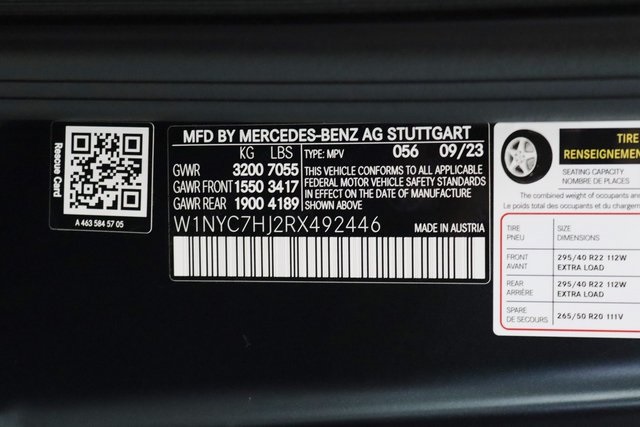 Rescue Card
A 463 584 57 05
MFD BY MERCEDES-BENZ AG STUTTGART
KG LBS TYPE: MPV 056 09/23
GVWR 3200 7055
GAWR FRONT 1550 3417
GAWR REAR 1900 4189
THIS VEHICLE CONFORMS TO ALL APPLICABLE
FEDERAL MOTOR VEHICLE SAFETY STANDARDS
IN EFFECT ON THE DATE OF MANUFACTURE
SHOWN ABOVE
W1NYC7HJ2RX492446 MADE IN AUSTRIA
TIRE
RENSEIGNEMEN
SEATING CAPACITY
NOMBRE DE PLACES
The combined weight of occupants an
Le poids total des occupants et du
TIRE SIZE
PNEU DIMENSIONS
FRONT 295/40 R22 112W
AVANT EXTRA LOAD
REAR 295/40 R22 112W
ARRIÈRE EXTRA LOAD
SPARE 265/50 R20 111V
DE SECOURS